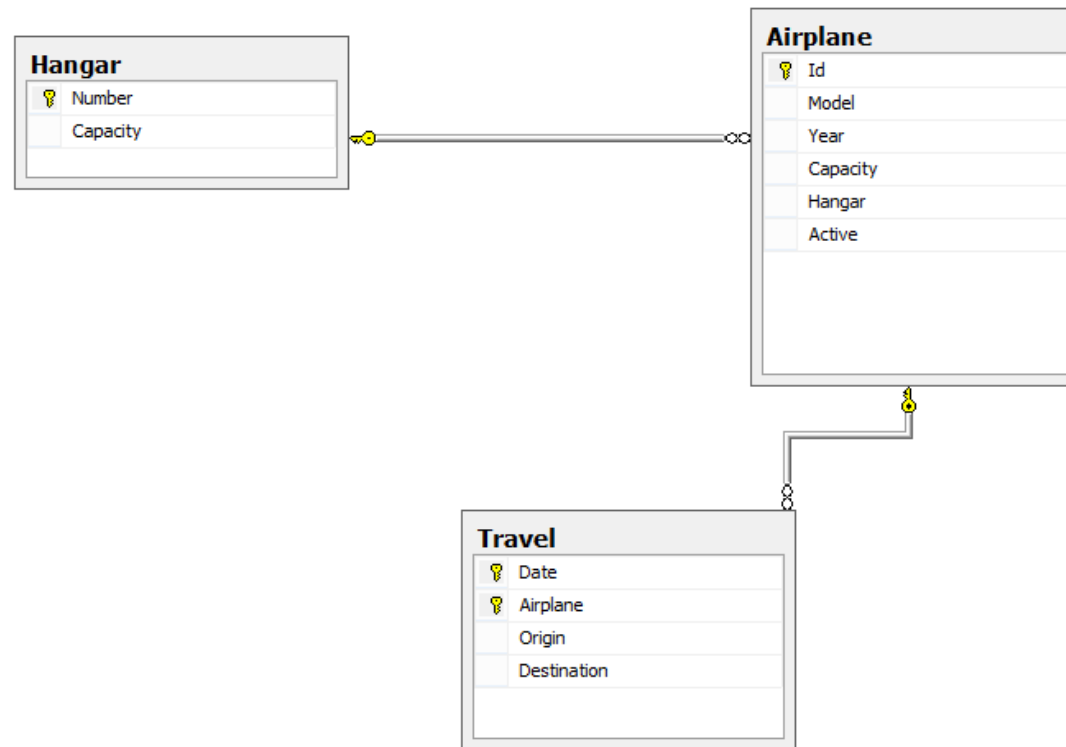 Hangar
Number
Capacity
Airplane
Id
Model
Year
Capacity
Hangar
Active
Travel
Date
Airplane
Origin
Destination